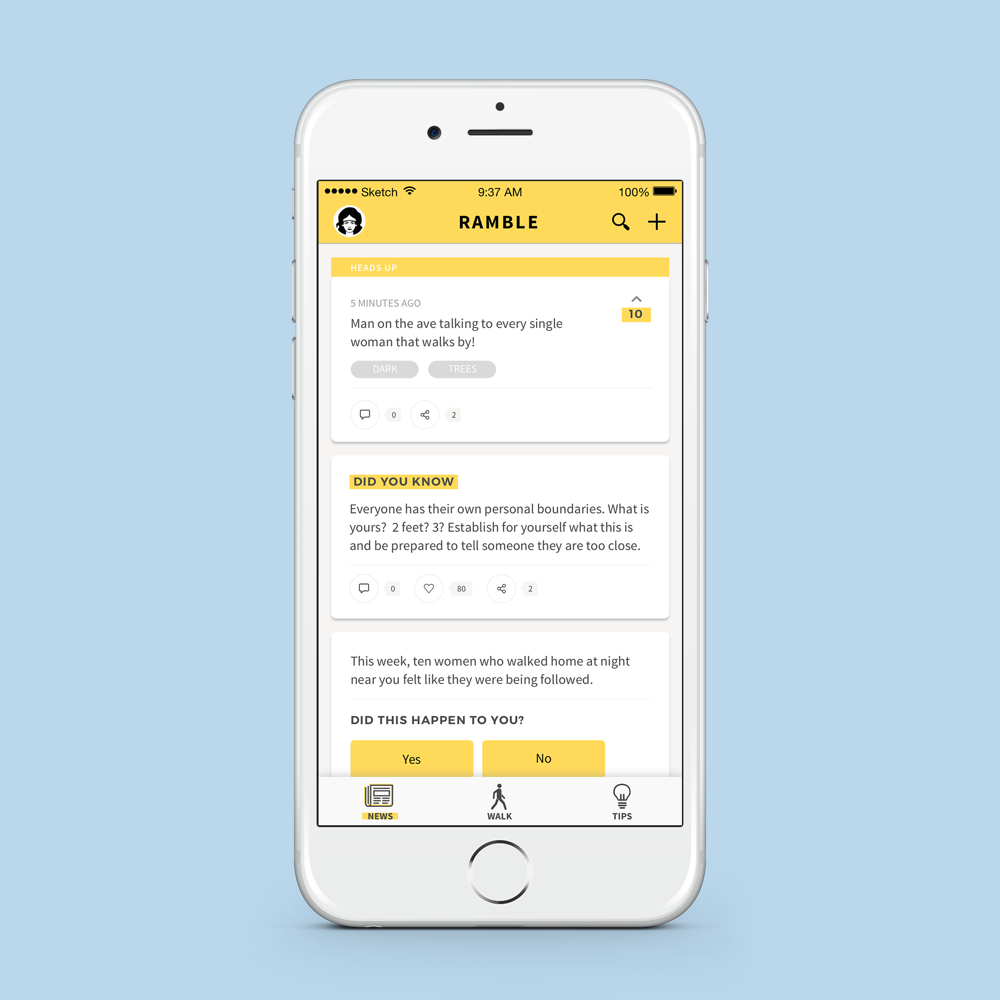 Sketch 9:37 AM 100%
RAMBLE
HEADS UP
5 MINUTES AGO
10
Man on the ave talking to every single
woman that walks by!
DARK TREES
0 2
DID YOU KNOW
Everyone has their own personal boundaries. What is
yours? 2 feet? 3? Establish for yourself what this is
and be prepared to tell someone they are too close.
0 80 2
This week, ten women who walked home at night
near you felt like they were being followed.
DID THIS HAPPEN TO YOU?
Yes No
NEWS WALK TIPS